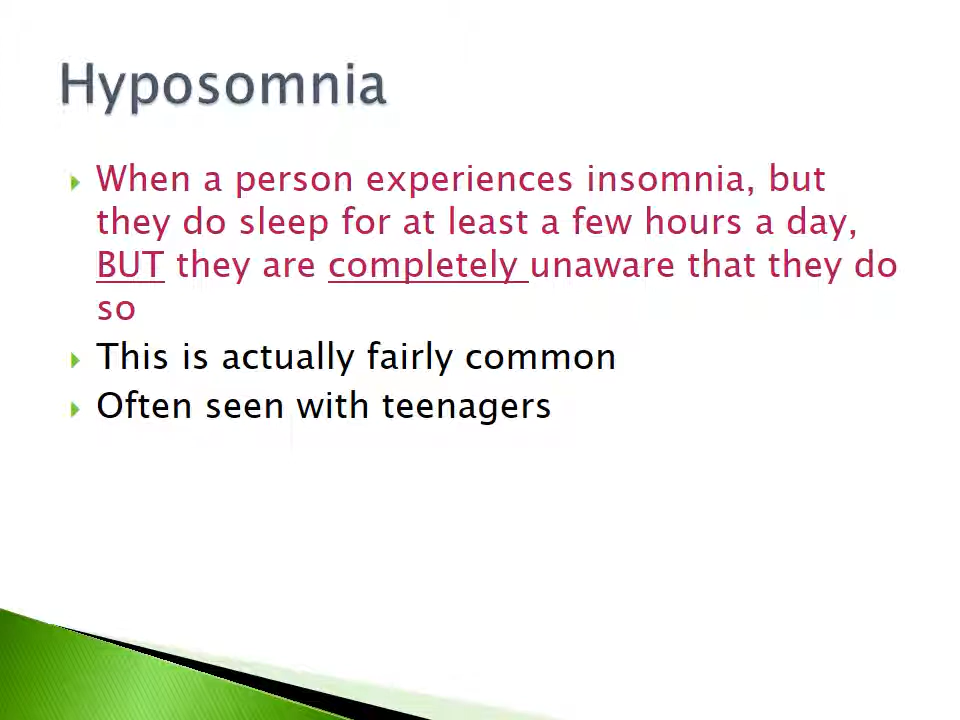 Hyposomnia
When a person experiences insomnia, but
they do sleep for at least a few hours a day,
BUT they are completely unaware that they do
so
This is actually fairly common
Often seen with teenagers